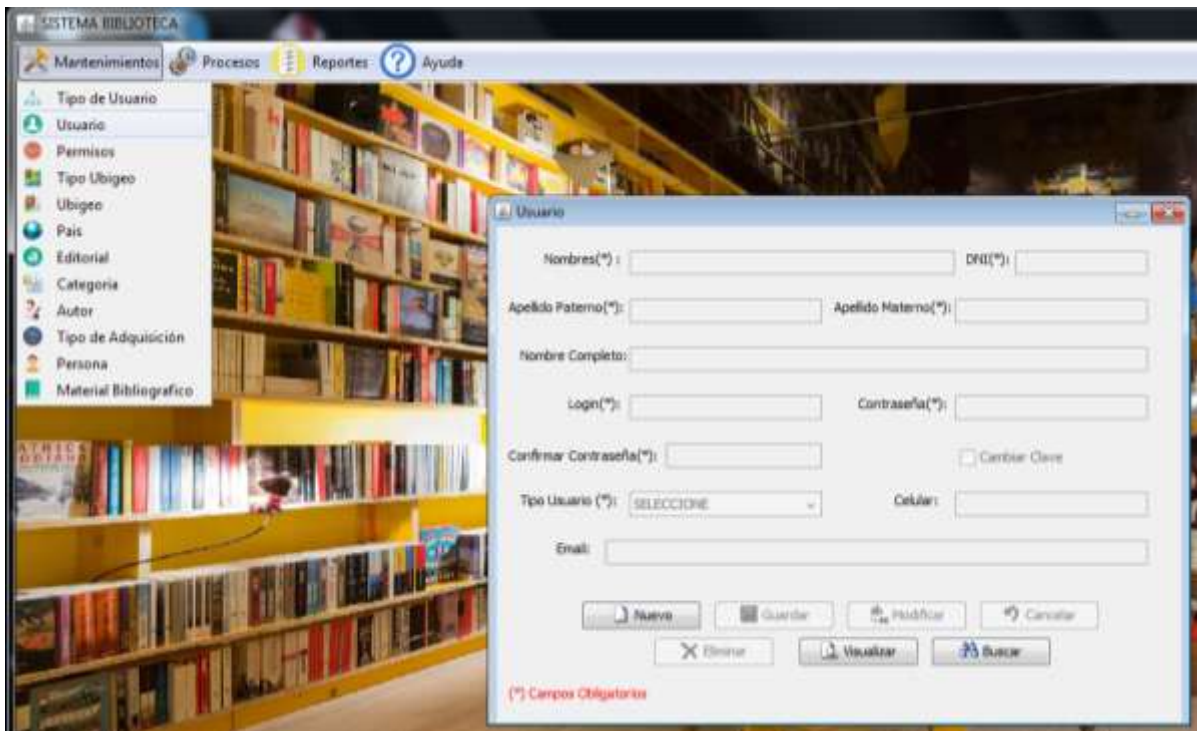 SISTEMA BIBLIOTECA
Mantenimientos Procesos Reportes Ayuda
Tipo de Usuario
Usuario
Permisos
Tipo Ubigeo
Ubigeo
Pais
Editorial
Categoria
Autor
Tipo de Adquisición
Persona
Material Bibliografico
Usuario
Nombres(*) : DNI(*):
Apellido Paterno(*): Apellido Materno(*):
Nombre Completo:
Login(*): Contraseña(*):
Confirmar Contraseña(*): Cambiar Clave
Tipo Usuario (*): SELECCIONE Celular:
Email:
Nuevo Guardar Modificar Cancelar
Eliminar Visualizar Buscar
(*) Campos Obligatorios